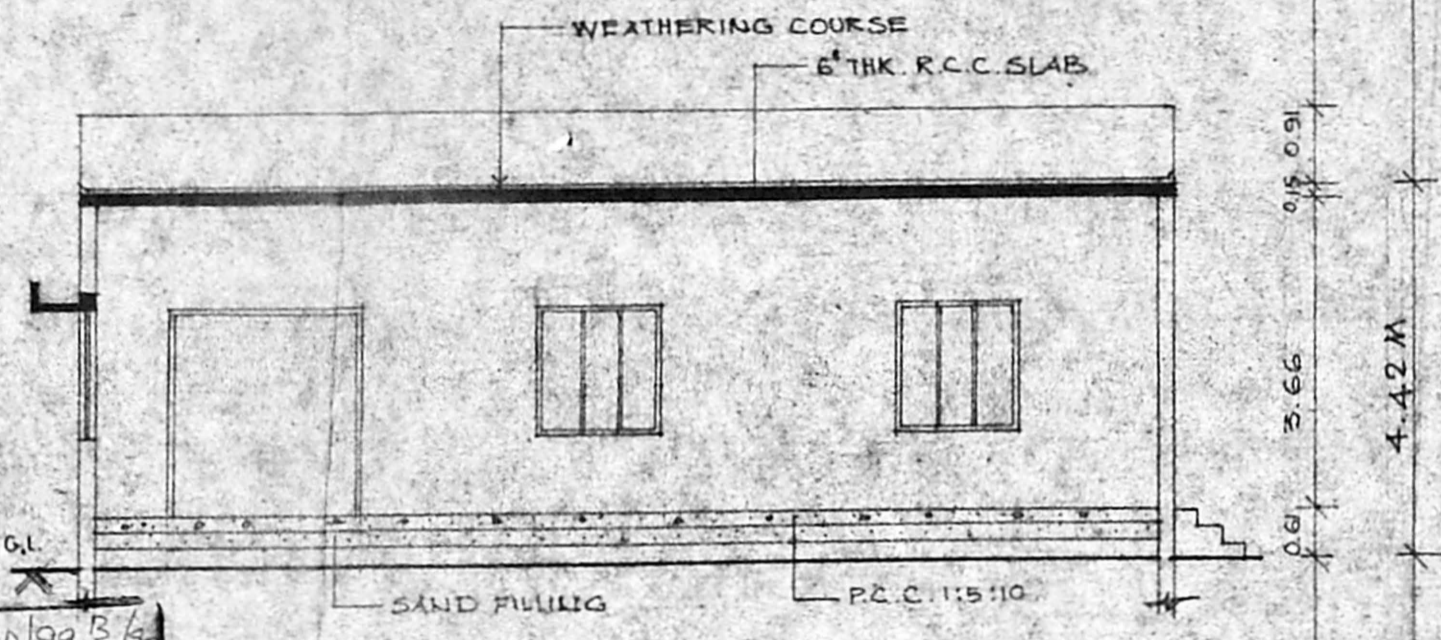 WEATHERING COURSE
6" THK. R.C.C. SLAB
0.91
0.15
3.66
4.42 M
0.61
G.L.
SAND FILLING
P.C.C. 1:5:10